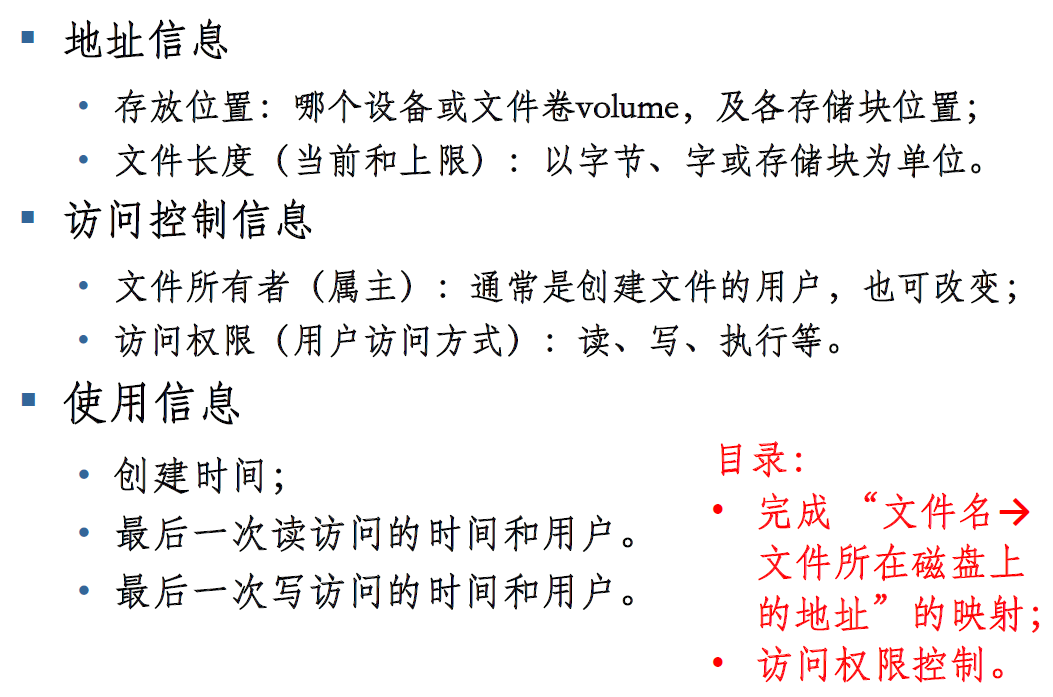 ▪ 地址信息
• 存放位置：哪个设备或文件卷volume，及各存储块位置；
• 文件长度（当前和上限）：以字节、字或存储块为单位。
▪ 访问控制信息
• 文件所有者（属主）：通常是创建文件的用户，也可改变；
• 访问权限（用户访问方式）：读、写、执行等。
▪ 使用信息
• 创建时间；
• 最后一次读访问的时间和用户。
• 最后一次写访问的时间和用户。
目录：
• 完成 “文件名→
文件所在磁盘上
的地址”的映射；
• 访问权限控制。